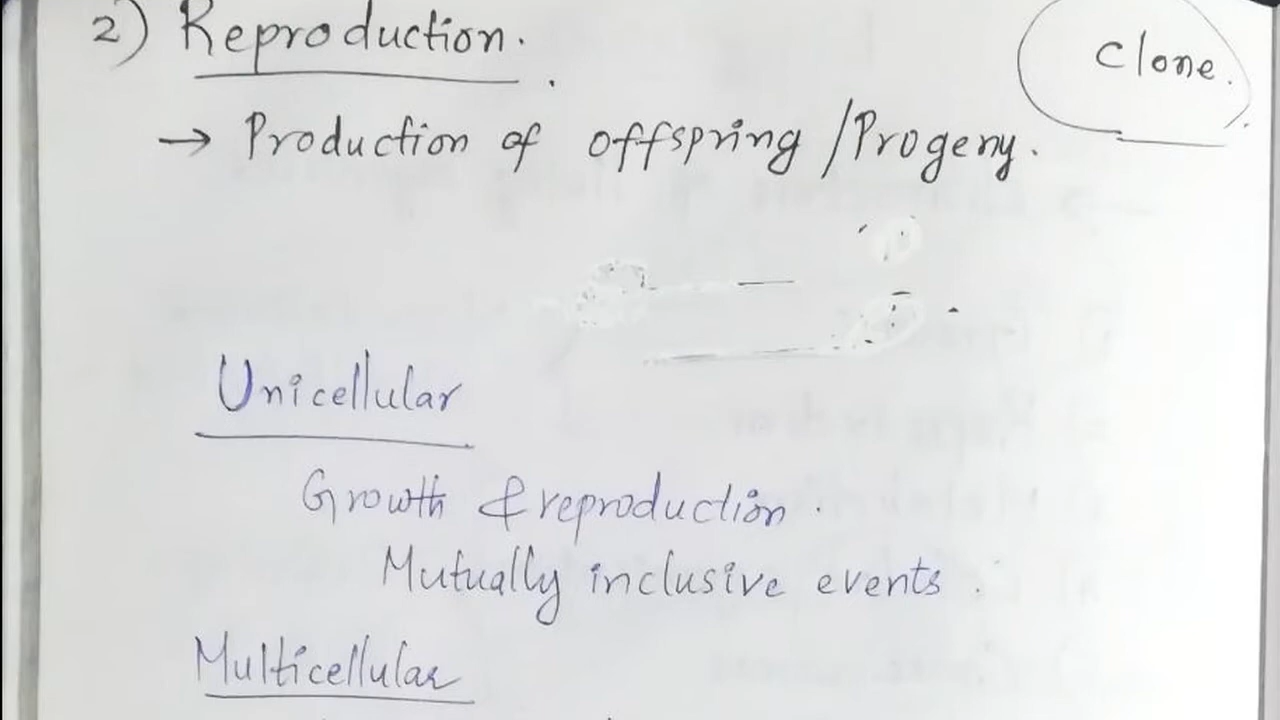 2) Reproduction.
Clone.
→ Production of offspring / Progeny.
Unicellular
Growth & reproduction.
Mutually inclusive events.
Multicellular